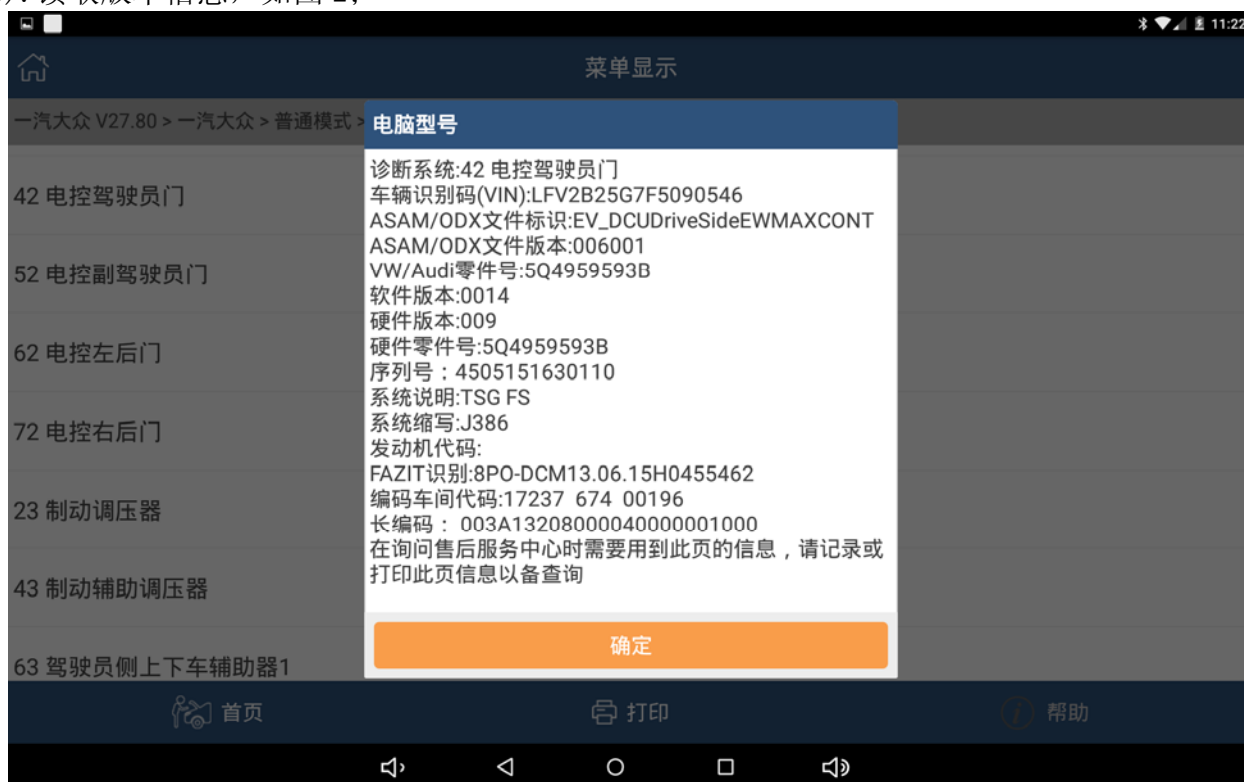 读取版本信息，如图
11:22
菜单显示
一汽大众 V27.80 > 一汽大众 > 普通模式 >
电脑型号
诊断系统:42 电控驾驶员门
车辆识别码(VIN):LFV2B25G7F5090546
ASAM/ODX文件标识:EV_DCUDriveSideEWMAXCONT
ASAM/ODX文件版本:006001
VW/Audi零件号:5Q4959593B
软件版本:0014
硬件版本:009
硬件零件号:5Q4959593B
序列号：4505151630110
系统说明:TSG FS
系统缩写:J386
发动机代码:
FAZIT识别:8PO-DCM13.06.15H0455462
编码车间代码:17237  674  00196
长编码： 003A13208000040000001000
在询问售后服务中心时需要用到此页的信息，请记录或
打印此页信息以备查询
确定
42 电控驾驶员门
52 电控副驾驶员门
62 电控左后门
72 电控右后门
23 制动调压器
43 制动辅助调压器
63 驾驶员侧上下车辅助器1
首页
打印
帮助